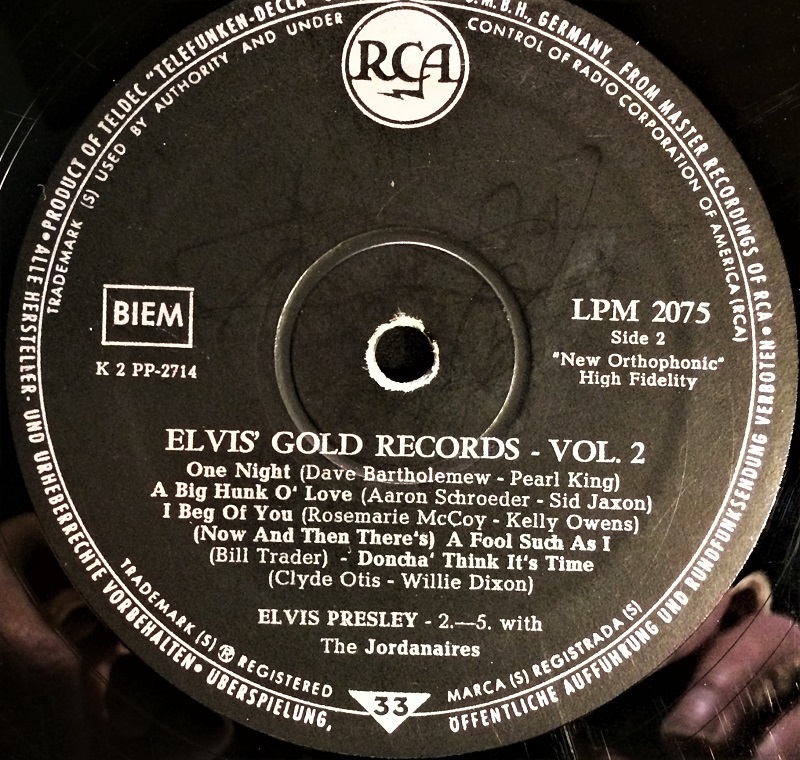 • PRODUCT OF TELDEC "TELEFUNKEN-DECCA"
M.B.H., GERMANY, FROM MASTER RECORDINGS OF RCA •
TRADEMARK (S) USED BY AUTHORITY AND UNDER
CONTROL OF RADIO CORPORATION OF AMERICA (RCA)
RCA
BIEM
K 2 PP-2714
LPM 2075
Side 2
"New Orthophonic"
High Fidelity
ELVIS' GOLD RECORDS - VOL. 2
One Night (Dave Bartholemew - Pearl King)
A Big Hunk O' Love (Aaron Schroeder - Sid Jaxon)
I Beg Of You (Rosemarie McCoy - Kelly Owens)
(Now And Then There's) A Fool Such As I
(Bill Trader) - Doncha' Think It's Time
(Clyde Otis - Willie Dixon)
ELVIS PRESLEY - 2.—5. with
The Jordanaires
TRADEMARK (S) ® REGISTERED
MARCA (S) REGISTRADA (S)
33
• ALLE HERSTELLER- UND URHEBERRECHTE VORBEHALTEN • ÜBERSPIELUNG,
ÖFFENTLICHE AUFFÜHRUNG UND RUNDFUNKSENDUNG VERBOTEN